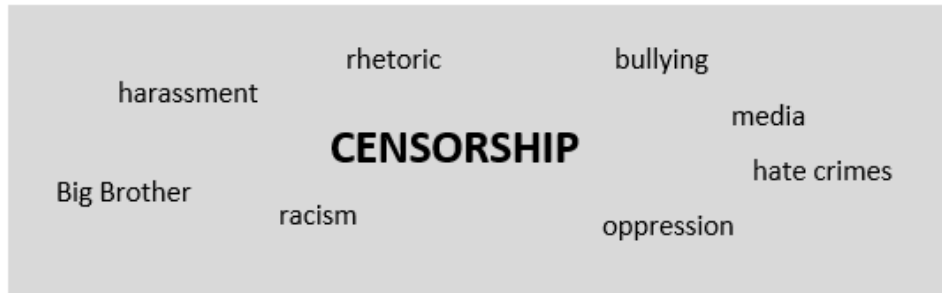 rhetoric
bullying
harassment
media
CENSORSHIP
hate crimes
Big Brother
racism
oppression